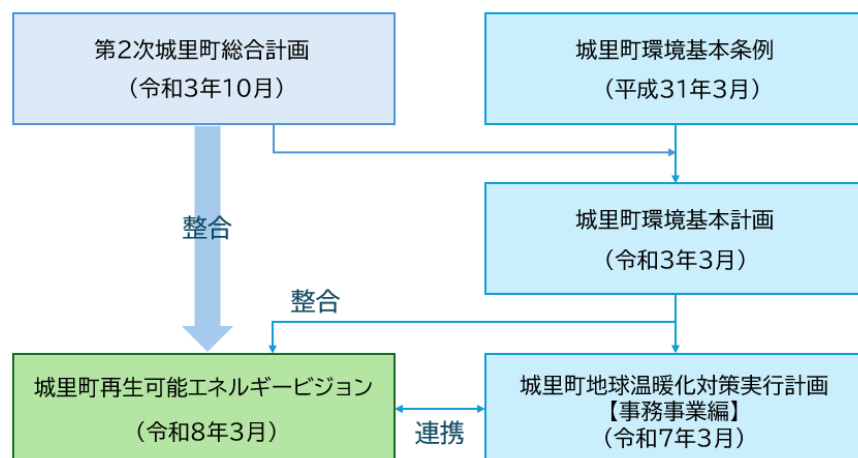 第2次城里町総合計画
（令和3年10月）
城里町環境基本条例
（平成31年3月）
整合
城里町環境基本計画
（令和3年3月）
整合
城里町再生可能エネルギービジョン
（令和8年3月）
連携
城里町地球温暖化対策実行計画
【事務事業編】
（令和7年3月）